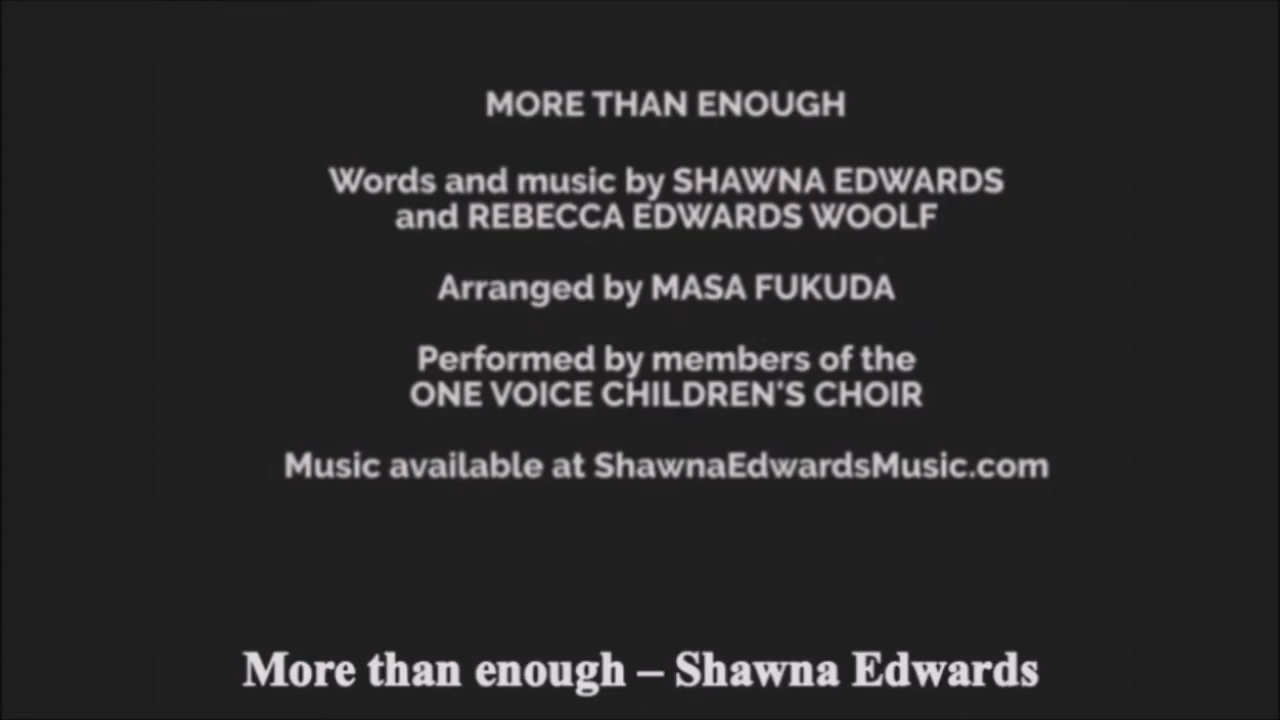 MORE THAN ENOUGH
Words and music by SHAWNA EDWARDS
and REBECCA EDWARDS WOOLF
Arranged by MASA FUKUDA
Performed by members of the
ONE VOICE CHILDREN'S CHOIR
Music available at ShawnaEdwardsMusic.com
More than enough – Shawna Edwards